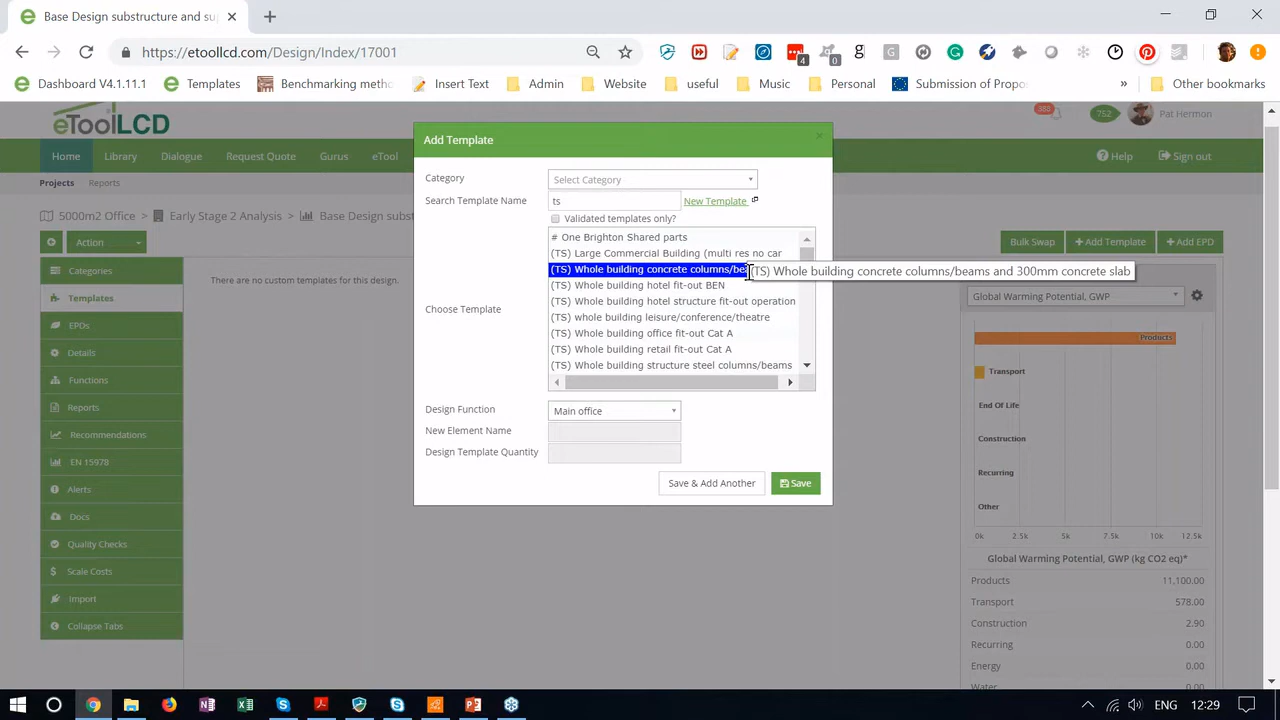 Base Design substructure and su
https://etoollcd.com/Design/Index/17001
4
0
Dashboard V4.1.11.1
Templates
Benchmarking metho
Insert Text
Admin
Website
useful
Music
Personal
Submission of Propo
»
Other bookmarks
eToolLCD
353
752
Pat Hermon
Home
Library
Dialogue
Request Quote
Gurus
eTool
Help
Sign out
Projects
Reports
5000m2 Office >
Early Stage 2 Analysis >
Base Design subst
Action
Bulk Swap
+ Add Template
+ Add EPD
Categories
Templates
EPDs
Details
Functions
Reports
Recommendations
EN 15978
Alerts
Docs
Quality Checks
$ Scale Costs
Import
Collapse Tabs
There are no custom templates for this design.
Add Template
×
Category
Select Category
Search Template Name
ts
New Template
Validated templates only?
Choose Template
# One Brighton Shared parts
(TS) Large Commercial Building (multi res no car
(TS) Whole building concrete columns/bea
(TS) Whole building concrete columns/beams and 300mm concrete slab
(TS) Whole building hotel fit-out BEN
(TS) Whole building hotel structure fit-out operation
(TS) whole building leisure/conference/theatre
(TS) Whole building office fit-out Cat A
(TS) Whole building retail fit-out Cat A
(TS) Whole building structure steel columns/beams
Design Function
Main office
New Element Name
Design Template Quantity
Save & Add Another
Save
Global Warming Potential, GWP
Products
Transport
End Of Life
Construction
Recurring
Other
0k 2.5k 5k 7.5k 10k 12.5k
Global Warming Potential, GWP (kg CO2 eq)*
Products 11,100.00
Transport 578.00
Construction 2.90
Recurring 0.00
Energy 0.00
Water 0.00
ENG
12:29